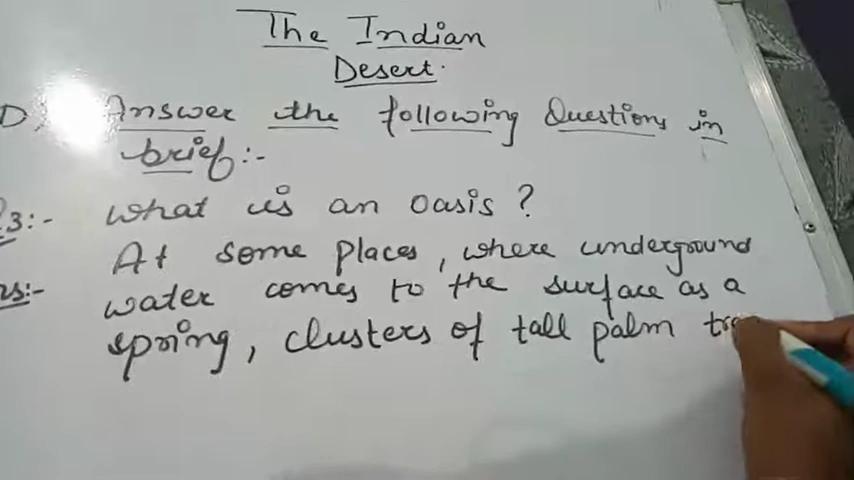 The Indian
Desert.
D) Answer the following Questions in
brief:-
3:- What is an oasis?
At some places, where underground
water comes to the surface as a
spring, clusters of tall palm